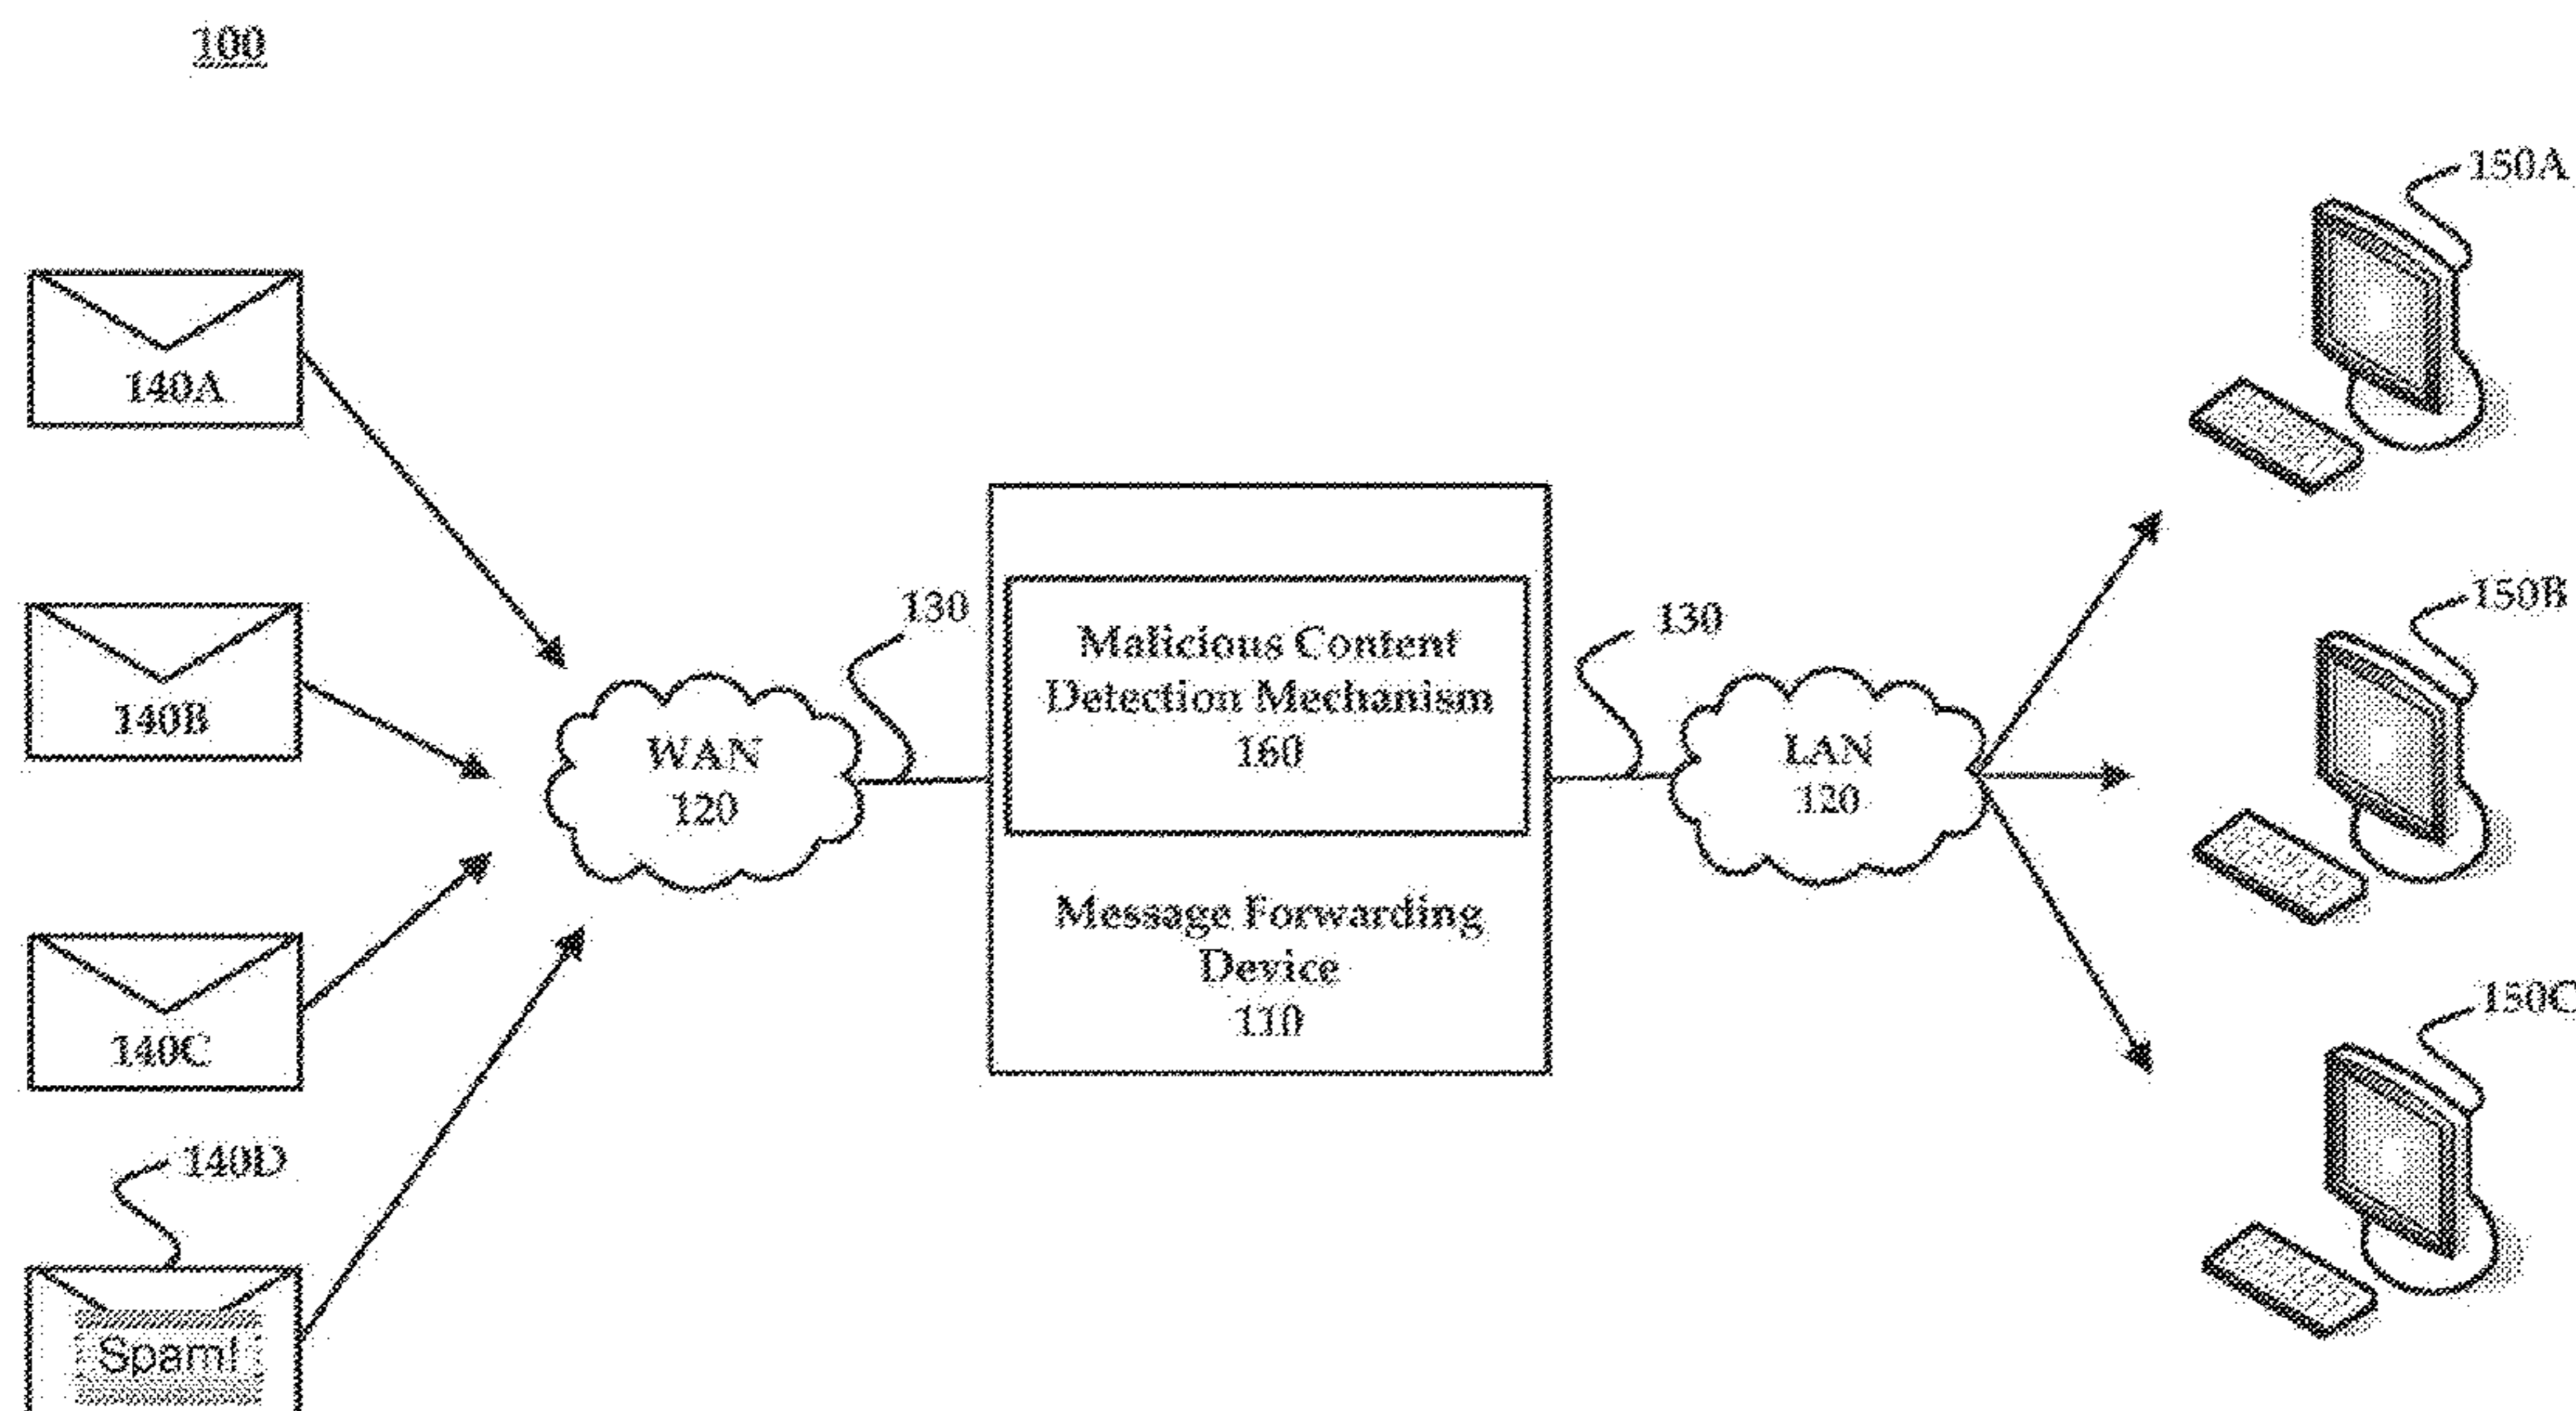 100
150A
140A
130
130
150B
Malicious Content
Detection Mechanism
160
140B
WAN
120
LAN
120
Message Forwarding
Device
110
150C
140C
140D
Spam!